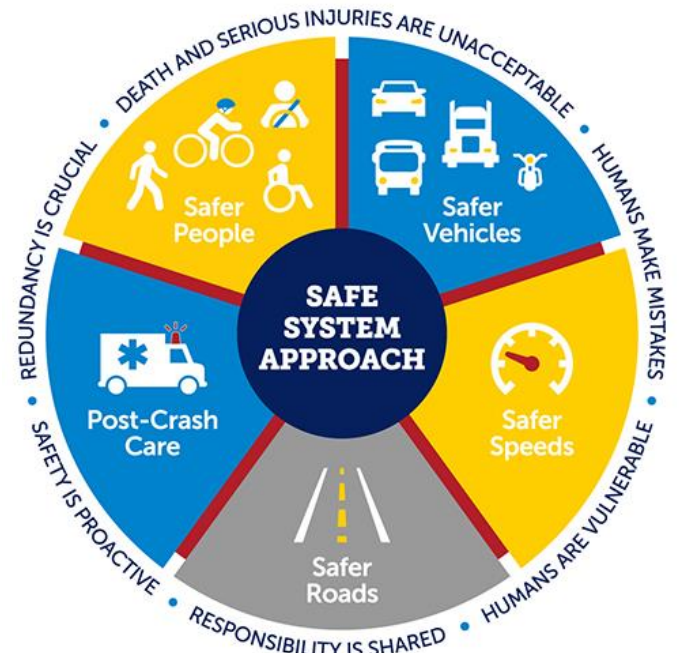 DEATH AND SERIOUS INJURIES ARE UNACCEPTABLE
HUMANS MAKE MISTAKES
HUMANS ARE VULNERABLE
RESPONSIBILITY IS SHARED
SAFETY IS PROACTIVE
REDUNDANCY IS CRUCIAL
Safer
People
Safer
Vehicles
SAFE
SYSTEM
APPROACH
Post-Crash
Care
Safer
Speeds
Safer
Roads